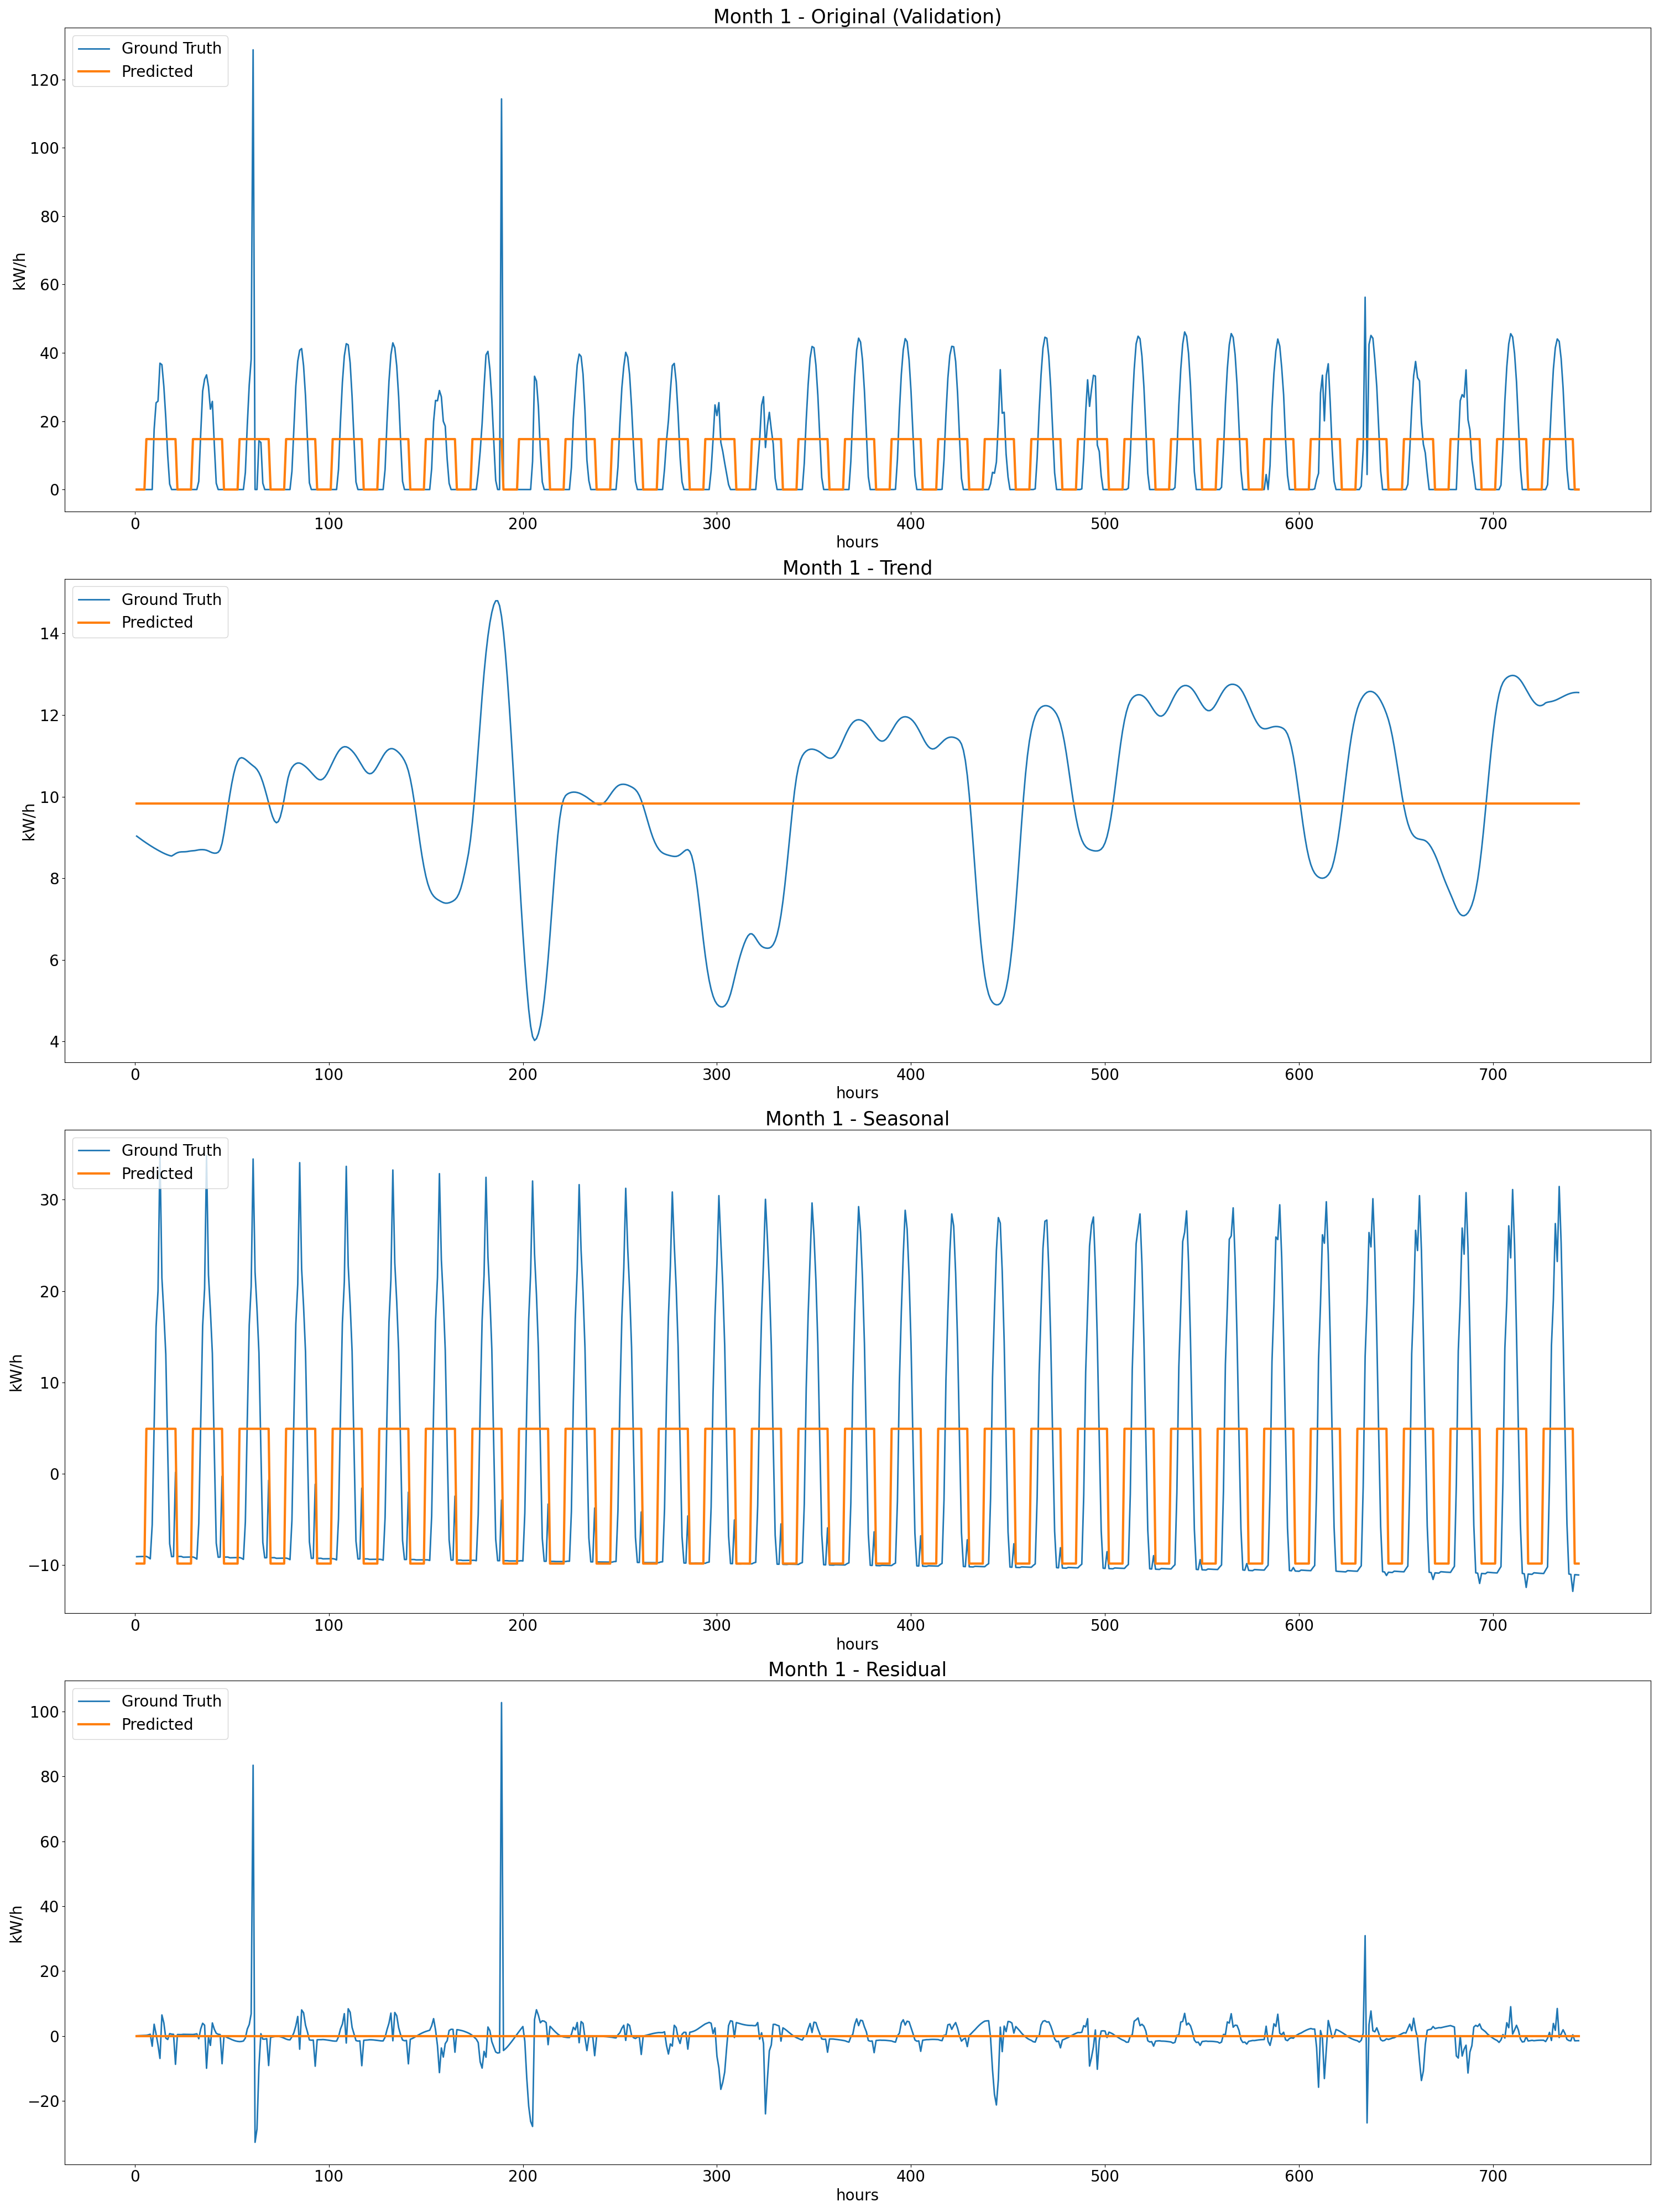 Month 1 - Original (Validation)
Ground Truth
Predicted
kW/h
120
100
80
60
40
20
0
0 100 200 300 400 500 600 700
hours
Month 1 - Trend
Ground Truth
Predicted
kW/h
14
12
10
8
6
4
0 100 200 300 400 500 600 700
hours
Month 1 - Seasonal
Ground Truth
Predicted
kW/h
30
20
10
0
−10
0 100 200 300 400 500 600 700
hours
Month 1 - Residual
Ground Truth
Predicted
kW/h
100
80
60
40
20
0
−20
0 100 200 300 400 500 600 700
hours